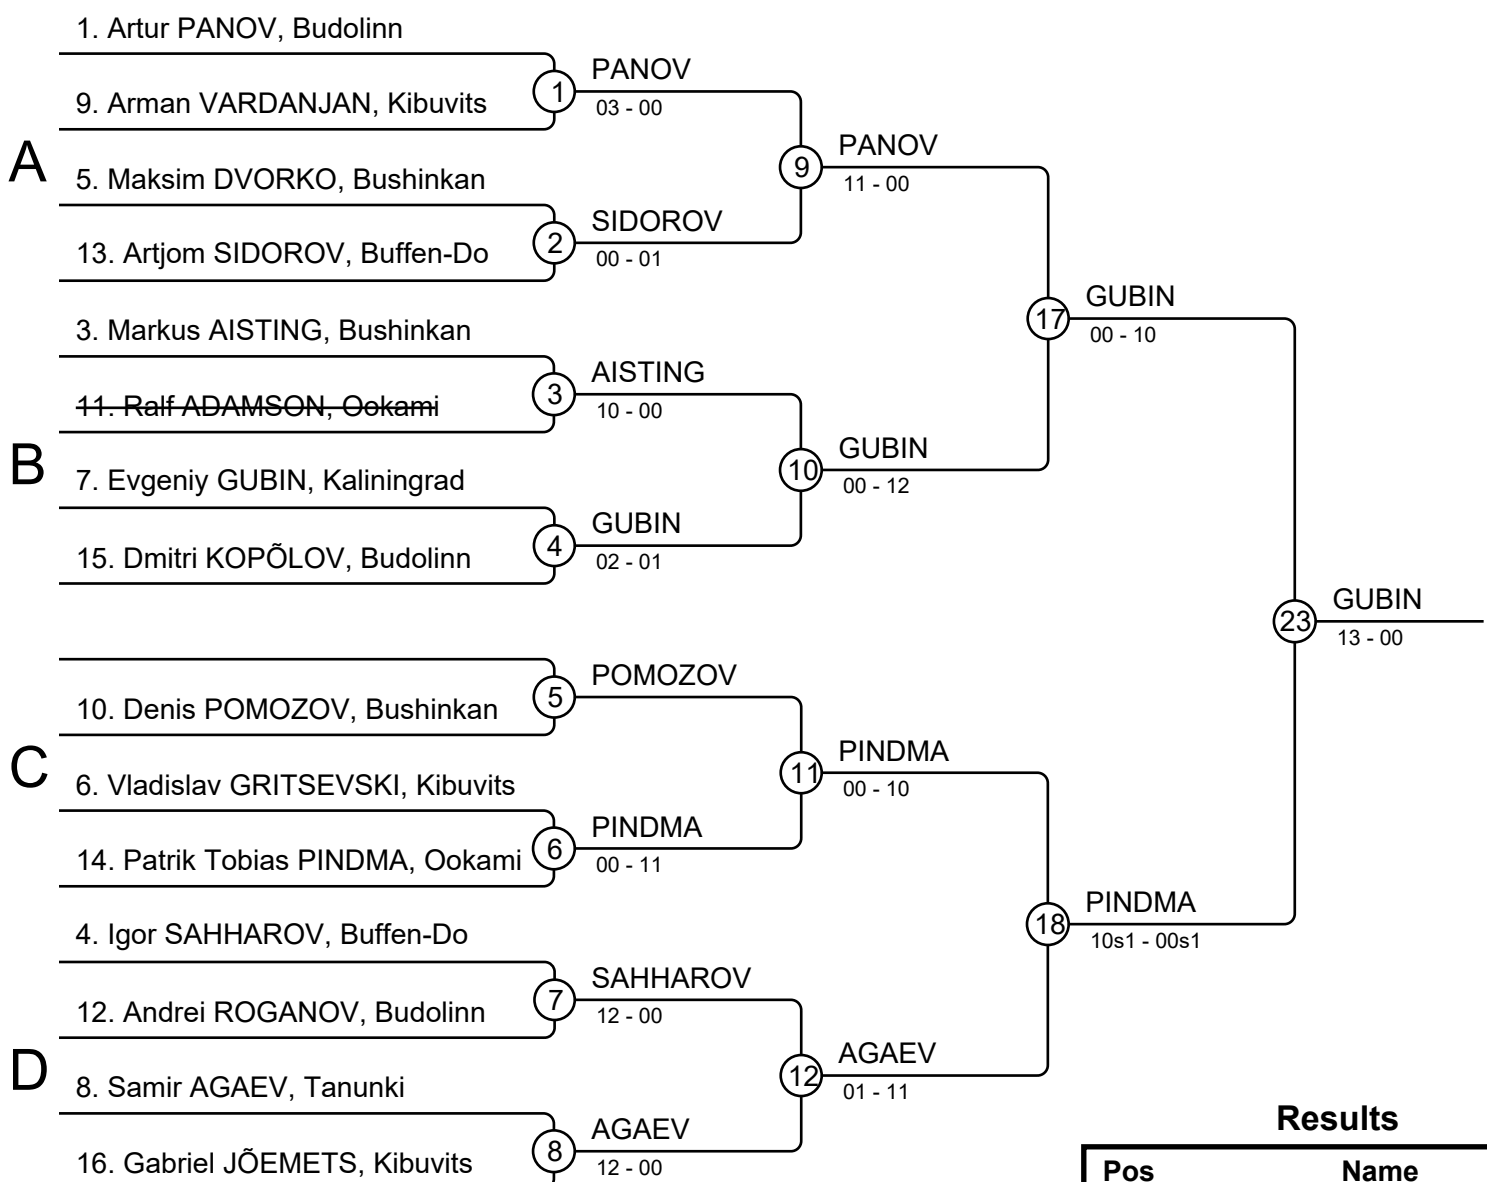 1. Artur PANOV, Budolinn
PANOV
1
03 - 00
9. Arman VARDANJAN, Kibuvits
A
PANOV
9
11 - 00
5. Maksim DVORKO, Bushinkan
SIDOROV
2
00 - 01
13. Artjom SIDOROV, Buffen-Do
GUBIN
17
00 - 10
3. Markus AISTING, Bushinkan
AISTING
3
10 - 00
11. Ralf ADAMSON, Ookami
B
GUBIN
10
00 - 12
7. Evgeniy GUBIN, Kaliningrad
GUBIN
4
02 - 01
15. Dmitri KOPÕLOV, Budolinn
GUBIN
23
13 - 00
POMOZOV
5
10. Denis POMOZOV, Bushinkan
C
PINDMA
11
00 - 10
6. Vladislav GRITSEVSKI, Kibuvits
PINDMA
6
00 - 11
14. Patrik Tobias PINDMA, Ookami
PINDMA
18
10s1 - 00s1
4. Igor SAHHAROV, Buffen-Do
SAHHAROV
7
12 - 00
12. Andrei ROGANOV, Budolinn
D
AGAEV
12
01 - 11
8. Samir AGAEV, Tanunki
AGAEV
8
12 - 00
16. Gabriel JÕEMETS, Kibuvits
Results
Pos Name